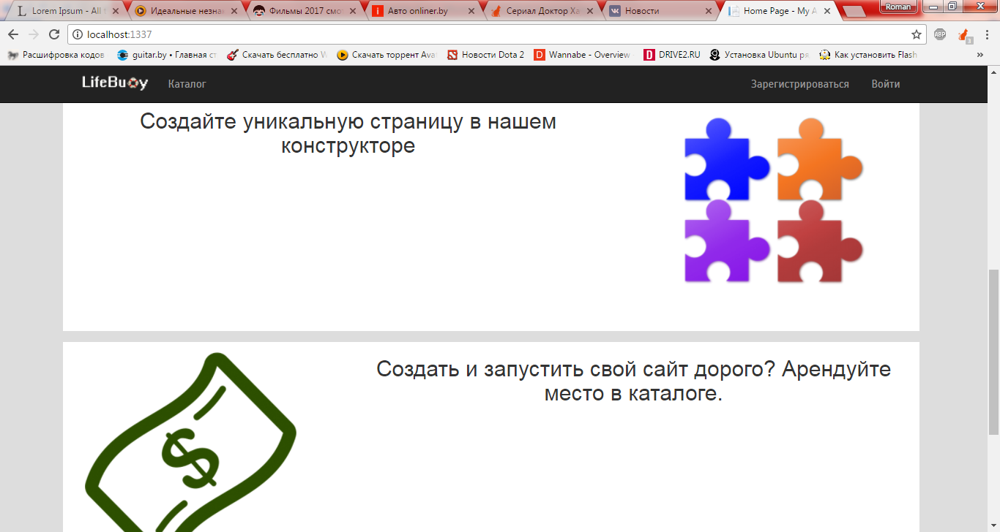 Lorem Ipsum - All
Идеальные незна
Фильмы 2017 смо
Авто onliner.by
Сериал Доктор Ха
Новости
Home Page - My A
Roman
localhost:1337
ABP
3
Расшифровка кодов
guitar.by • Главная ст
Скачать бесплатно
Скачать торрент Ava
Новости Dota 2
Wannabe - Overview
DRIVE2.RU
Установка Ubuntu ря
Как установить Flash
LifeBuoy
Каталог
Зарегистрироваться
Войти
Создайте уникальную страницу в нашем
конструкторе
$
Создать и запустить свой сайт дорого? Арендуйте
место в каталоге.